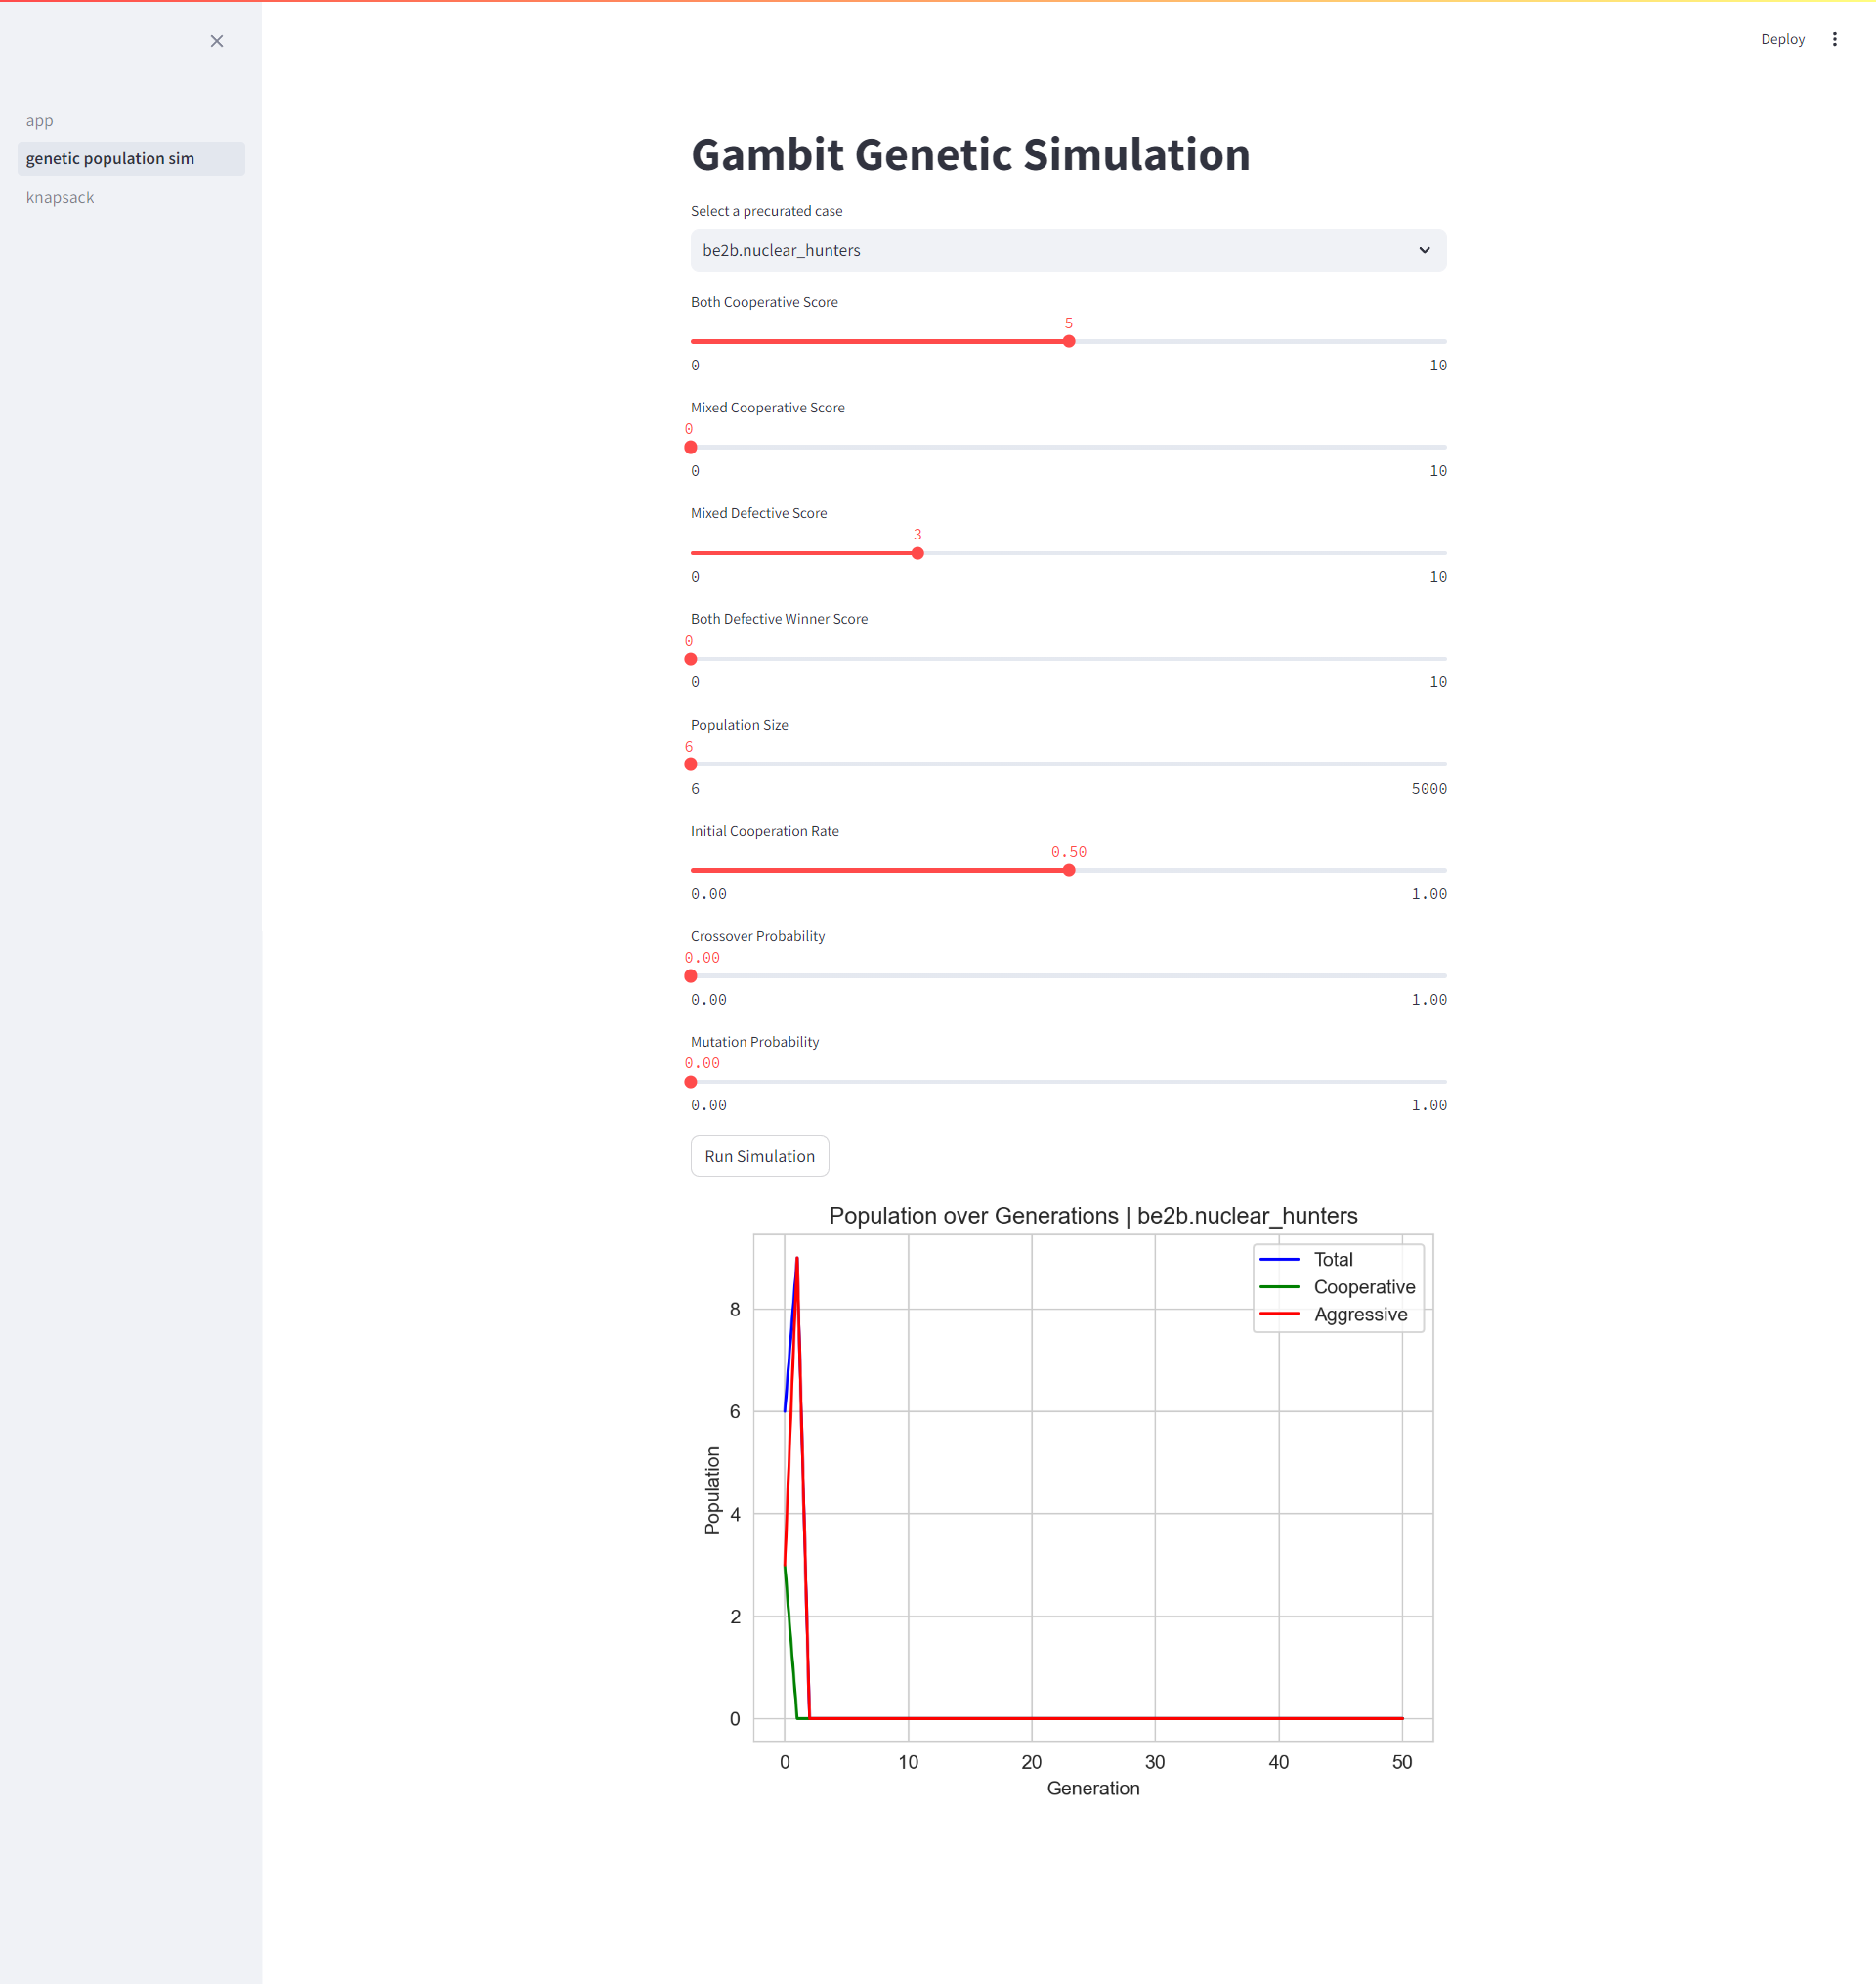 Deploy
app
genetic population sim
knapsack
Gambit Genetic Simulation
Select a precurated case
be2b.nuclear_hunters
Both Cooperative Score
5
0 10
Mixed Cooperative Score
0
0 10
Mixed Defective Score
3
0 10
Both Defective Winner Score
0
0 10
Population Size
6
6 5000
Initial Cooperation Rate
0.50
0.00 1.00
Crossover Probability
0.00
0.00 1.00
Mutation Probability
0.00
0.00 1.00
Run Simulation
Population over Generations | be2b.nuclear_hunters
Total
Cooperative
Aggressive
8
6
4
2
0
Population
0 10 20 30 40 50
Generation